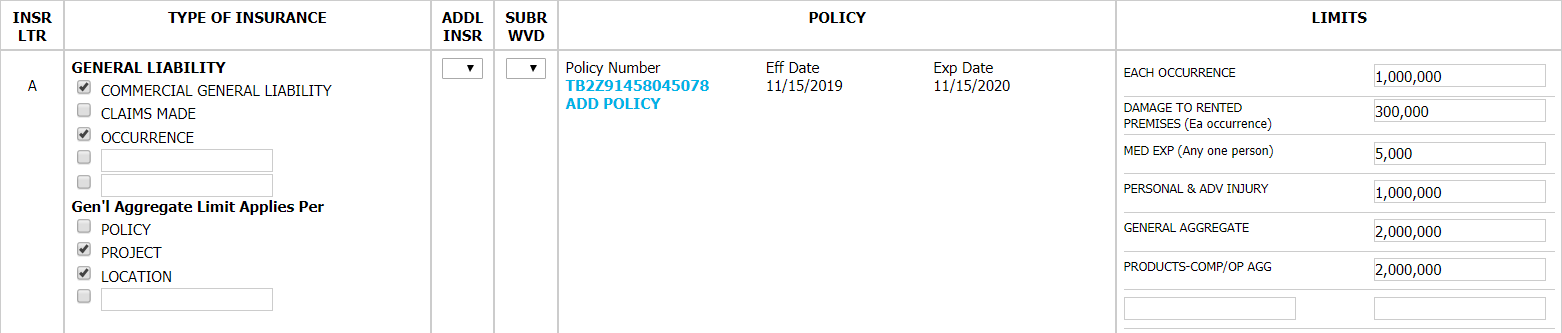 INSR LTR
TYPE OF INSURANCE
ADDL INSR
SUBR WVD
POLICY
LIMITS
A
GENERAL LIABILITY
COMMERCIAL GENERAL LIABILITY
CLAIMS MADE
OCCURRENCE
Gen'l Aggregate Limit Applies Per
POLICY
PROJECT
LOCATION
Policy Number Eff Date Exp Date
TB2Z91458045078 11/15/2019 11/15/2020
ADD POLICY
EACH OCCURRENCE 1,000,000
DAMAGE TO RENTED
PREMISES (Ea occurrence) 300,000
MED EXP (Any one person) 5,000
PERSONAL & ADV INJURY 1,000,000
GENERAL AGGREGATE 2,000,000
PRODUCTS-COMP/OP AGG 2,000,000